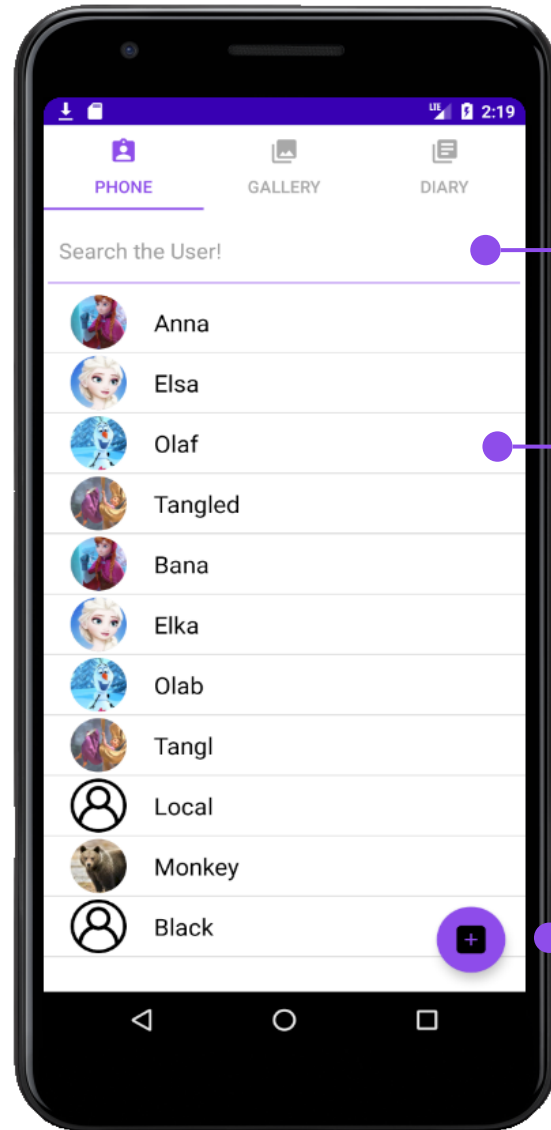 LTE 2:19
PHONE GALLERY DIARY
Search the User!
Anna
Elsa
Olaf
Tangled
Bana
Elka
Olab
Tangl
Local
Monkey
Black